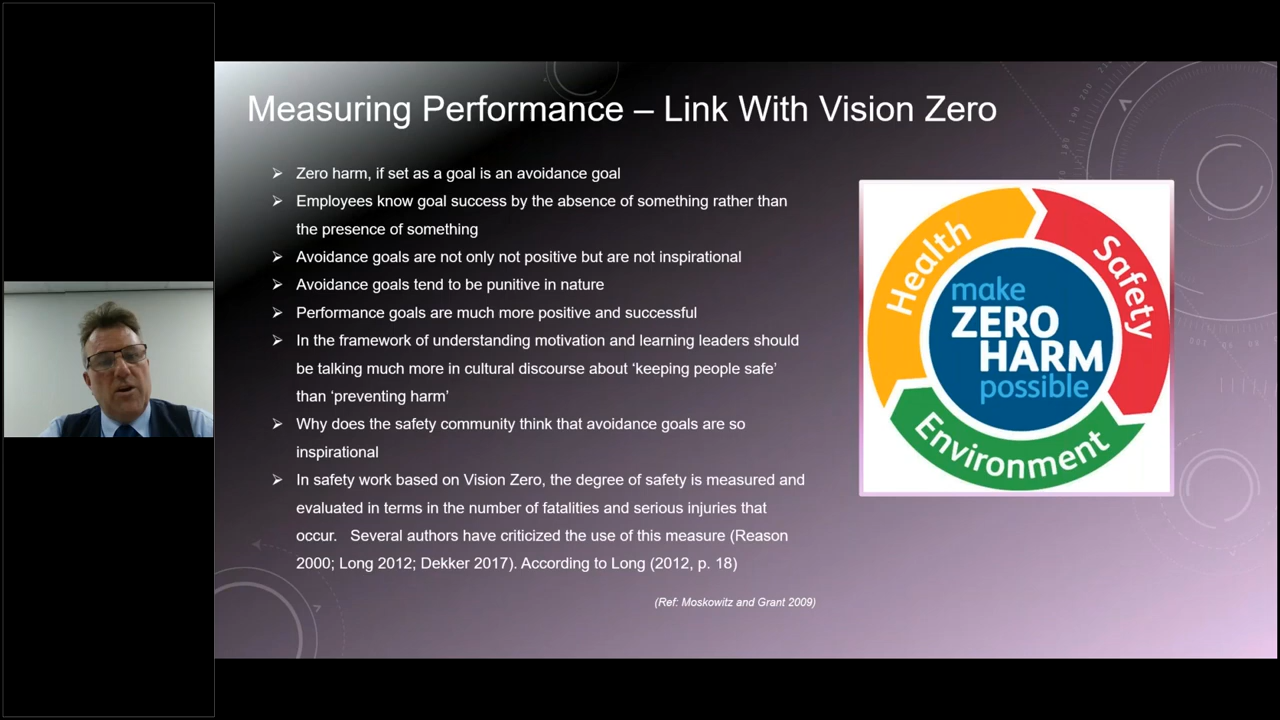 Measuring Performance – Link With Vision Zero
Zero harm, if set as a goal is an avoidance goal
Employees know goal success by the absence of something rather than
the presence of something
Avoidance goals are not only not positive but are not inspirational
Avoidance goals tend to be punitive in nature
Performance goals are much more positive and successful
In the framework of understanding motivation and learning leaders should
be talking much more in cultural discourse about ‘keeping people safe’
than ‘preventing harm’
Why does the safety community think that avoidance goals are so
inspirational
In safety work based on Vision Zero, the degree of safety is measured and
evaluated in terms in the number of fatalities and serious injuries that
occur. Several authors have criticized the use of this measure (Reason
2000; Long 2012; Dekker 2017). According to Long (2012, p. 18)
(Ref: Moskowitz and Grant 2009)
Health
Safety
make
ZERO
HARM
possible
Environment